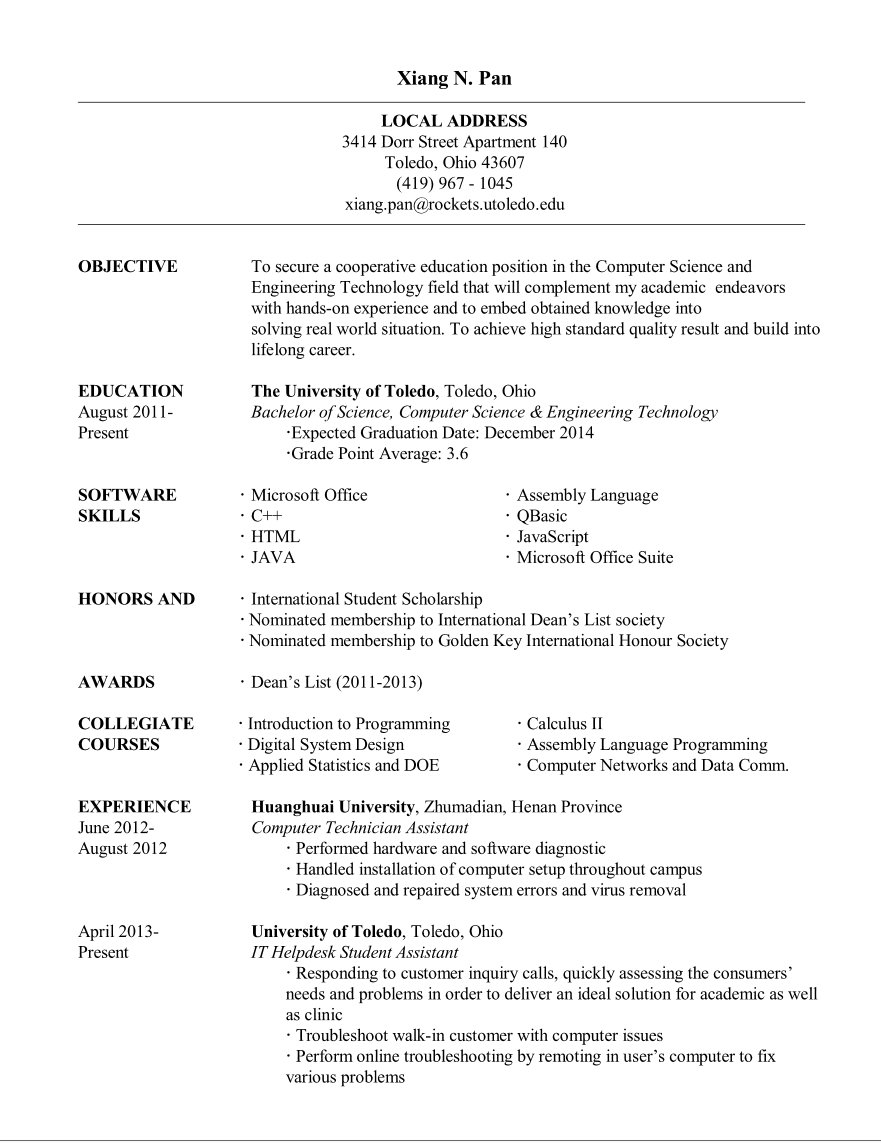 Xiang N. Pan
LOCAL ADDRESS
3414 Dorr Street Apartment 140
Toledo, Ohio 43607
(419) 967 - 1045
xiang.pan@rockets.utoledo.edu
OBJECTIVE To secure a cooperative education position in the Computer Science and
Engineering Technology field that will complement my academic endeavors
with hands-on experience and to embed obtained knowledge into
solving real world situation. To achieve high standard quality result and build into
lifelong career.
EDUCATION The University of Toledo, Toledo, Ohio
August 2011- Bachelor of Science, Computer Science & Engineering Technology
Present ·Expected Graduation Date: December 2014
·Grade Point Average: 3.6
SOFTWARE · Microsoft Office · Assembly Language
SKILLS · C++ · QBasic
· HTML · JavaScript
· JAVA · Microsoft Office Suite
HONORS AND · International Student Scholarship
· Nominated membership to International Dean’s List society
· Nominated membership to Golden Key International Honour Society
AWARDS · Dean’s List (2011-2013)
COLLEGIATE · Introduction to Programming · Calculus II
COURSES · Digital System Design · Assembly Language Programming
· Applied Statistics and DOE · Computer Networks and Data Comm.
EXPERIENCE Huanghuai University, Zhumadian, Henan Province
June 2012- Computer Technician Assistant
August 2012 · Performed hardware and software diagnostic
· Handled installation of computer setup throughout campus
· Diagnosed and repaired system errors and virus removal
April 2013- University of Toledo, Toledo, Ohio
Present IT Helpdesk Student Assistant
· Responding to customer inquiry calls, quickly assessing the consumers’
needs and problems in order to deliver an ideal solution for academic as well
as clinic
· Troubleshoot walk-in customer with computer issues
· Perform online troubleshooting by remoting in user’s computer to fix
various problems